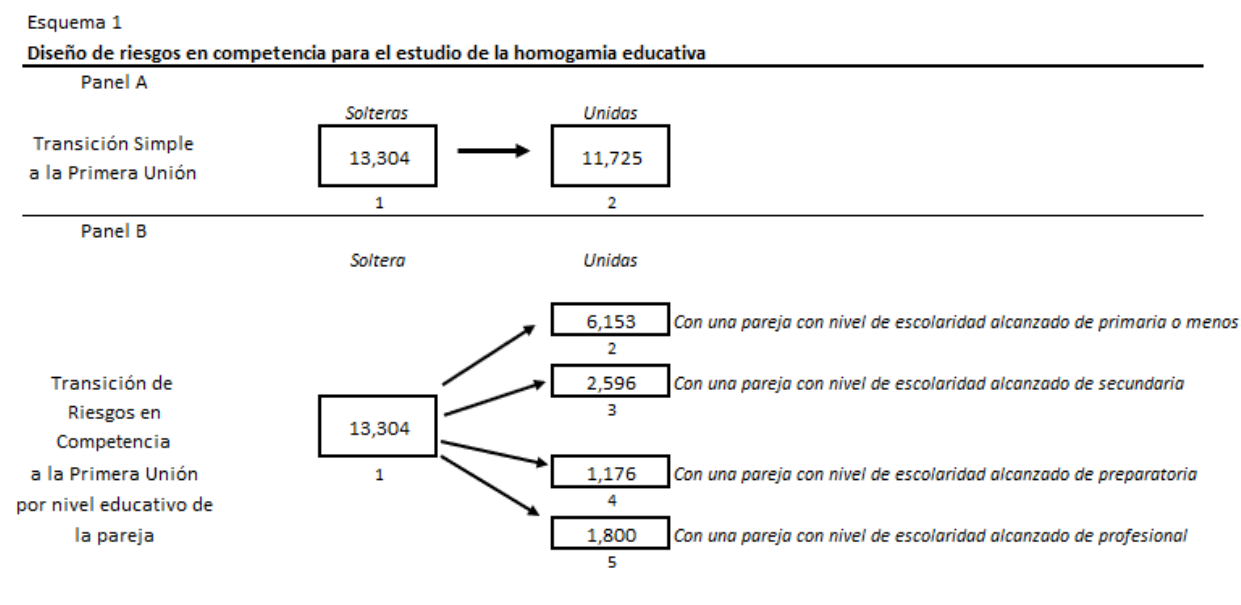 Esquema 1
Diseño de riesgos en competencia para el estudio de la homogamia educativa
Panel A
Solteras Unidas
Transición Simple
a la Primera Unión
13,304 11,725
1 2
Panel B
Soltera Unidas
6,153 Con una pareja con nivel de escolaridad alcanzado de primaria o menos
2
Transición de
Riesgos en
Competencia
a la Primera Unión
por nivel educativo de
la pareja
13,304
1
2,596 Con una pareja con nivel de escolaridad alcanzado de secundaria
3
1,176 Con una pareja con nivel de escolaridad alcanzado de preparatoria
4
1,800 Con una pareja con nivel de escolaridad alcanzado de profesional
5